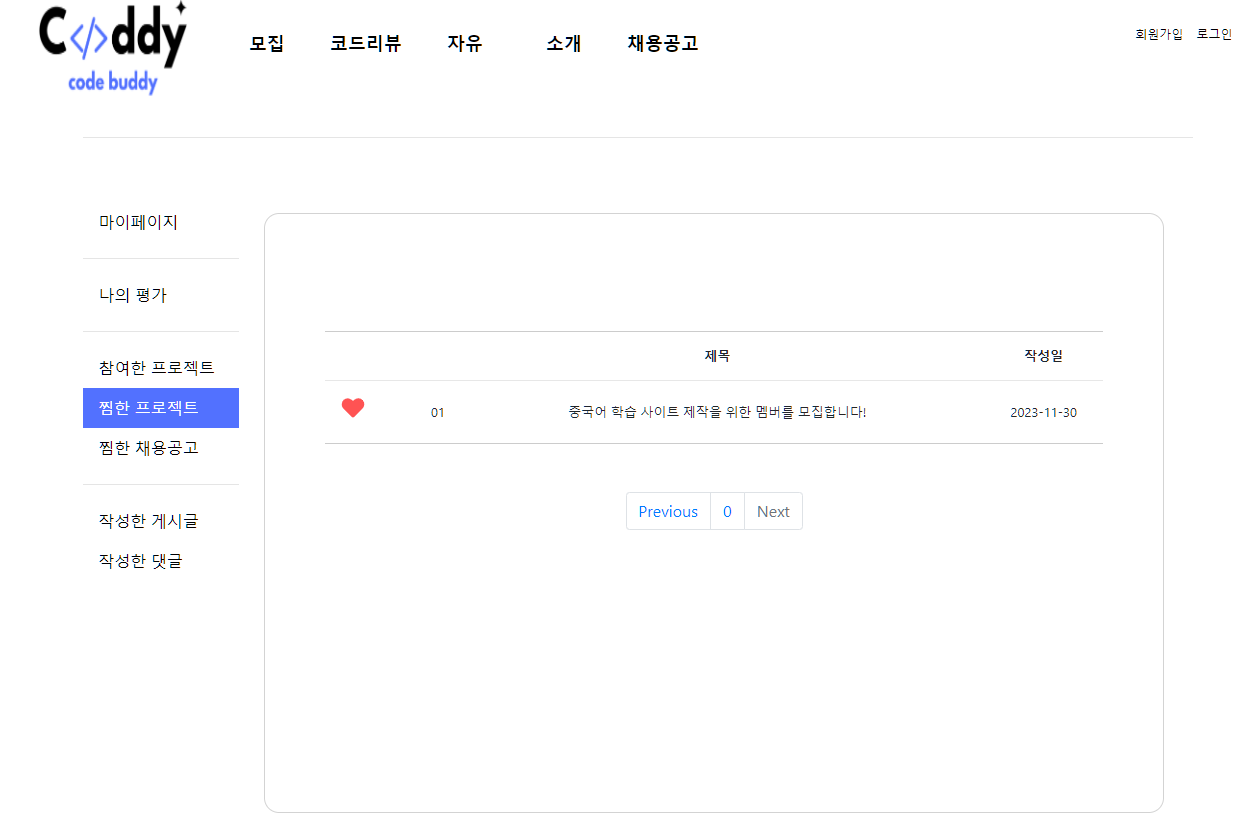 C</>ddy
code buddy
모집 코드리뷰 자유 소개 채용공고
회원가입 로그인
마이페이지
나의 평가
참여한 프로젝트
찜한 프로젝트
찜한 채용공고
작성한 게시글
작성한 댓글
제목 작성일
01 중국어 학습 사이트 제작을 위한 멤버를 모집합니다! 2023-11-30
Previous 0 Next